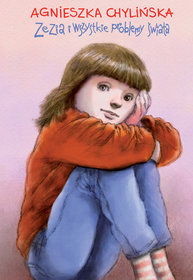 AGNIESZKA CHYLIŃSKA
Zezia i wszystkie problemy świata